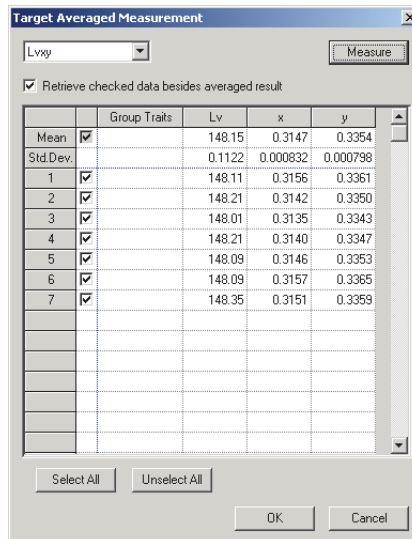 Target Averaged Measurement
Lvxy
Measure
Retrieve checked data besides averaged result
Group Traits Lv x y
Mean 148.15 0.3147 0.3354
Std.Dev. 0.1122 0.000832 0.000798
1 148.11 0.3156 0.3361
2 148.21 0.3142 0.3350
3 148.01 0.3135 0.3343
4 148.21 0.3140 0.3347
5 148.09 0.3146 0.3353
6 148.09 0.3157 0.3365
7 148.35 0.3151 0.3359
Select All Unselect All
OK Cancel